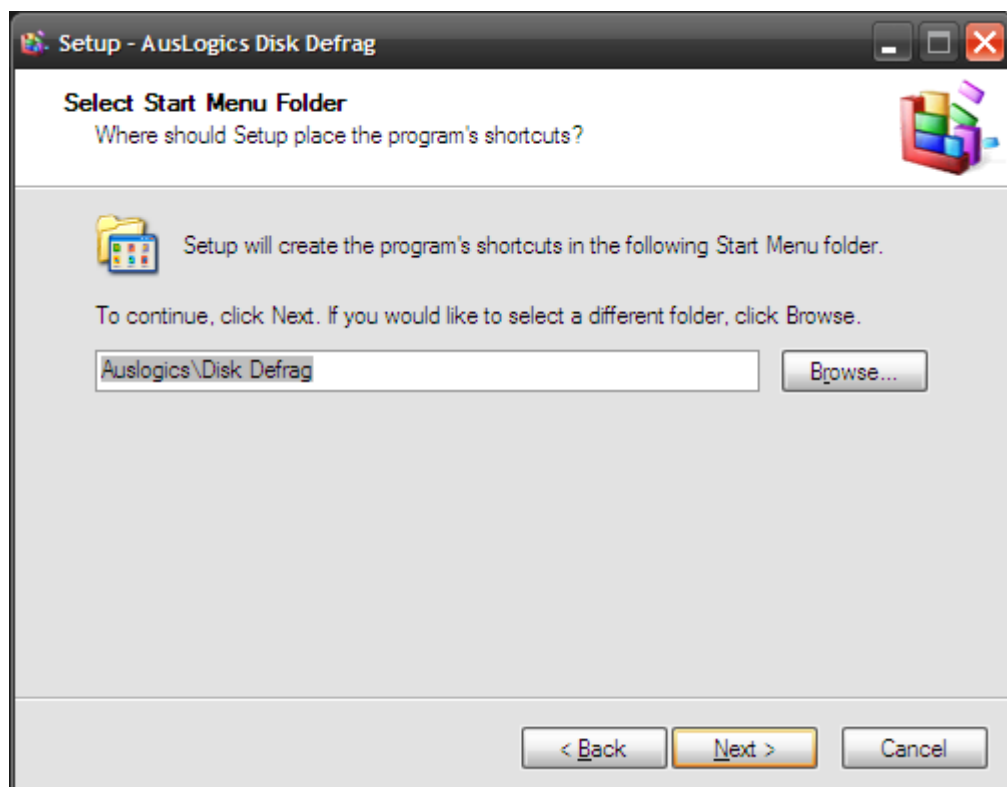 Setup - AusLogics Disk Defrag
Select Start Menu Folder
Where should Setup place the program's shortcuts?
Setup will create the program's shortcuts in the following Start Menu folder.
To continue, click Next. If you would like to select a different folder, click Browse.
Auslogics\Disk Defrag
Browse...
< Back
Next >
Cancel